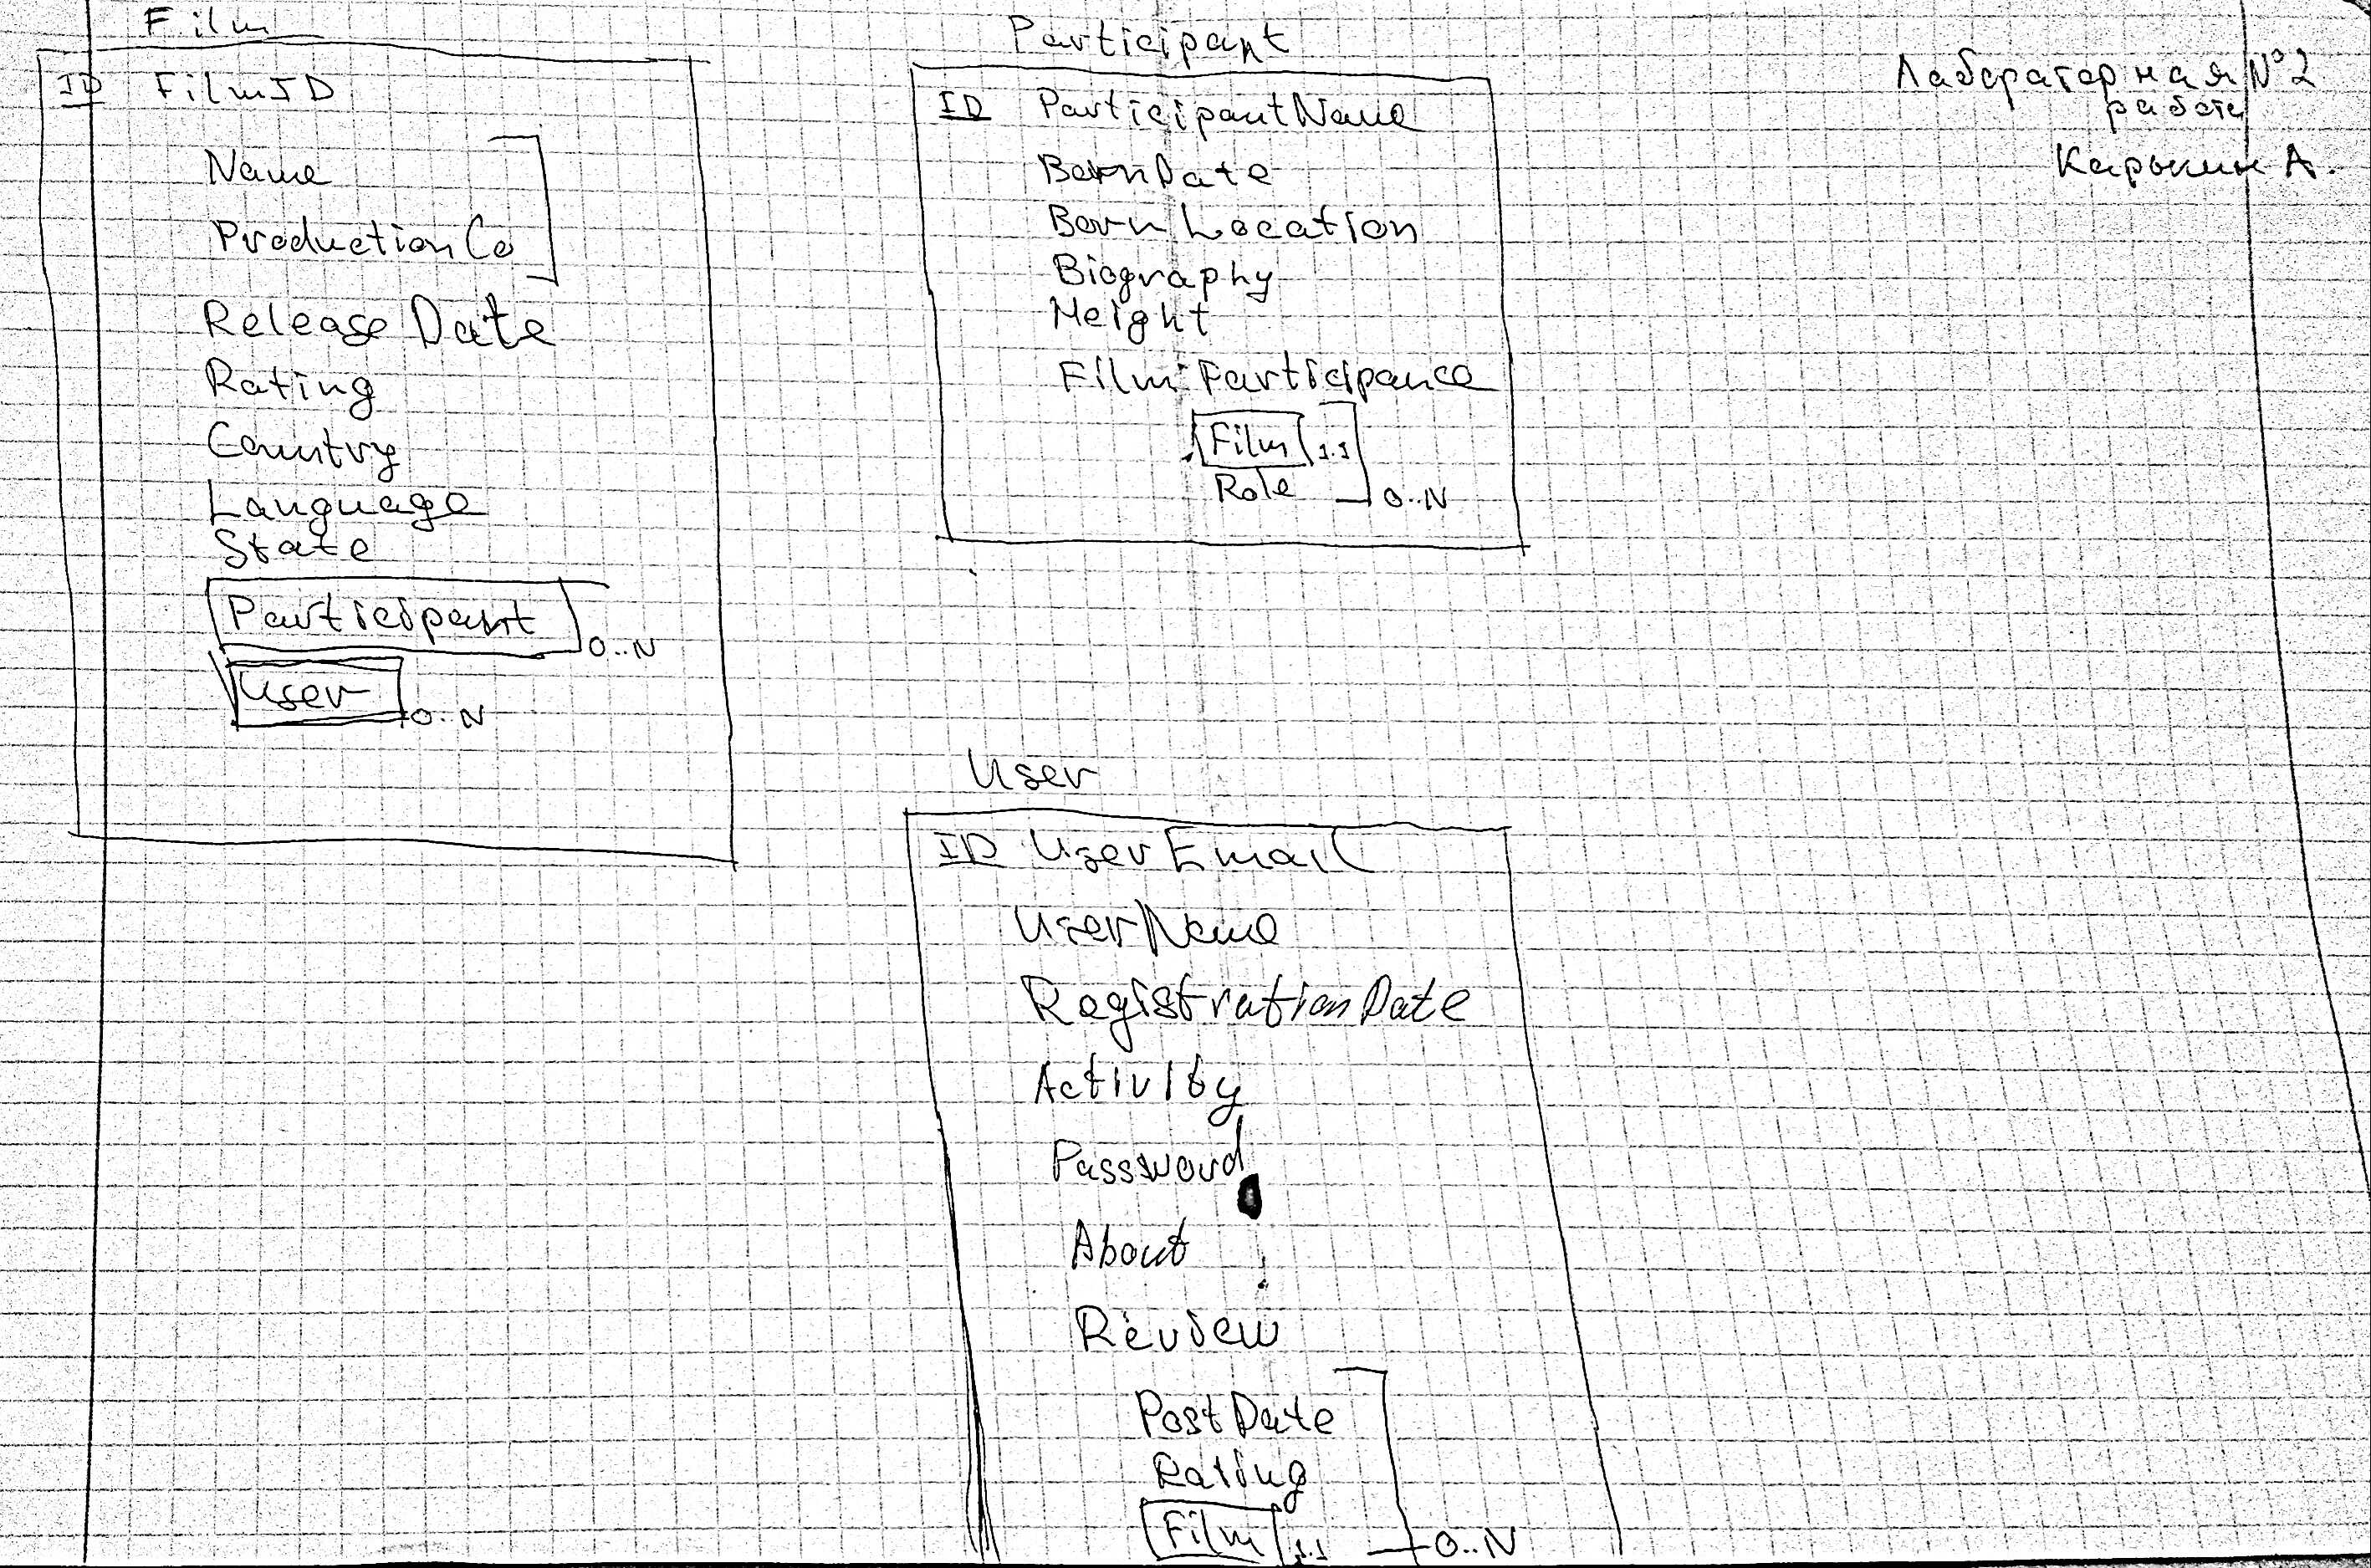 Film
ID FilmID
Name
ProductionCo
Release Date
Rating
Country
Language
State
Participant 0..N
User 0..N
Participant
ID ParticipantName
BornDate
Born Location
Biography
Height
Film Participance
Film 1.1
Role 0..N
Лабораторная №2
работа
Карькин А.
User
ID UserEmail
UserName
RegistrationDate
Activity
Password
About
Review
PostDate
Rating
Film 1.1 0..N